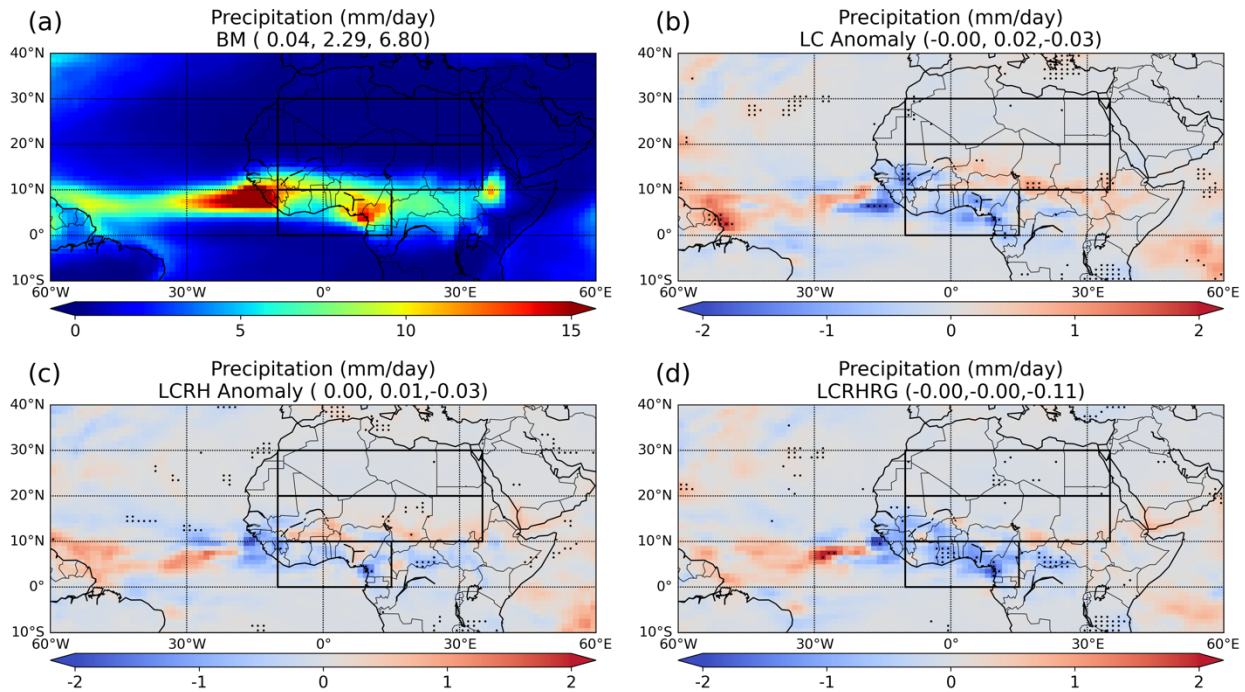 (a)
Precipitation (mm/day)
BM ( 0.04, 2.29, 6.80)
40°N
30°N
20°N
10°N
0°
10°S
60°W
30°W
0°
30°E
60°E
0
5
10
15
(b)
Precipitation (mm/day)
LC Anomaly (-0.00, 0.02,-0.03)
40°N
30°N
20°N
10°N
0°
10°S
60°W
30°W
0°
30°E
60°E
-2
-1
0
1
2
(c)
Precipitation (mm/day)
LCRH Anomaly ( 0.00, 0.01,-0.03)
40°N
30°N
20°N
10°N
0°
10°S
60°W
30°W
0°
30°E
60°E
-2
-1
0
1
2
(d)
Precipitation (mm/day)
LCRHRG (-0.00,-0.00,-0.11)
40°N
30°N
20°N
10°N
0°
10°S
60°W
30°W
0°
30°E
60°E
-2
-1
0
1
2